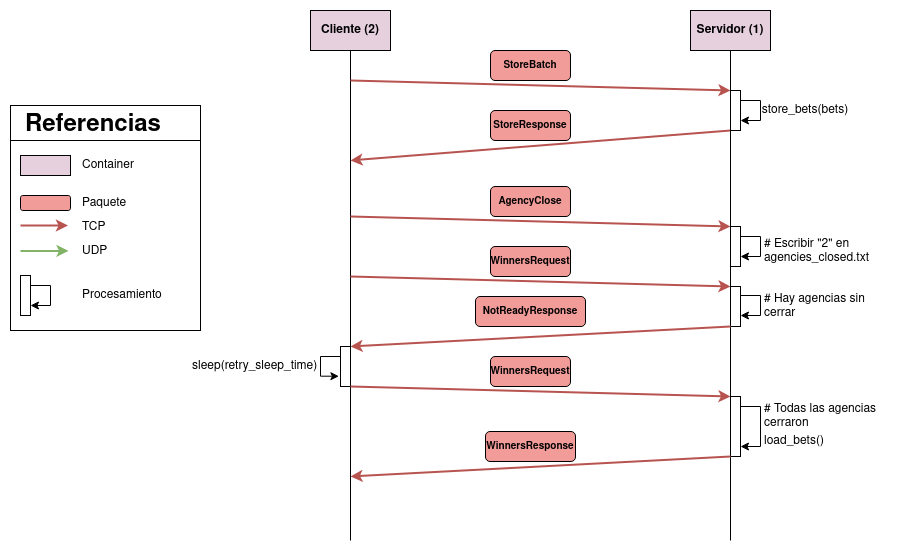 Cliente (2)
Servidor (1)
StoreBatch
store_bets(bets)
StoreResponse
Referencias
Container
Paquete
TCP
UDP
Procesamiento
AgencyClose
# Escribir "2" en
agencies_closed.txt
WinnersRequest
# Hay agencias sin
cerrar
NotReadyResponse
sleep(retry_sleep_time)
WinnersRequest
# Todas las agencias
cerraron
load_bets()
WinnersResponse